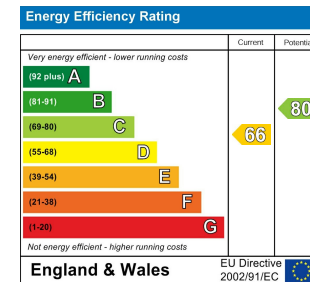 Energy Efficiency Rating
Current
Very energy efficient - lower running costs
(92 plus) A
(81-91) B
80
(69-80) C
66
(55-68) D
(39-54) E
(21-38) F
(1-20) G
Not energy efficient - higher running costs
England & Wales
EU Directive
2002/91/EC